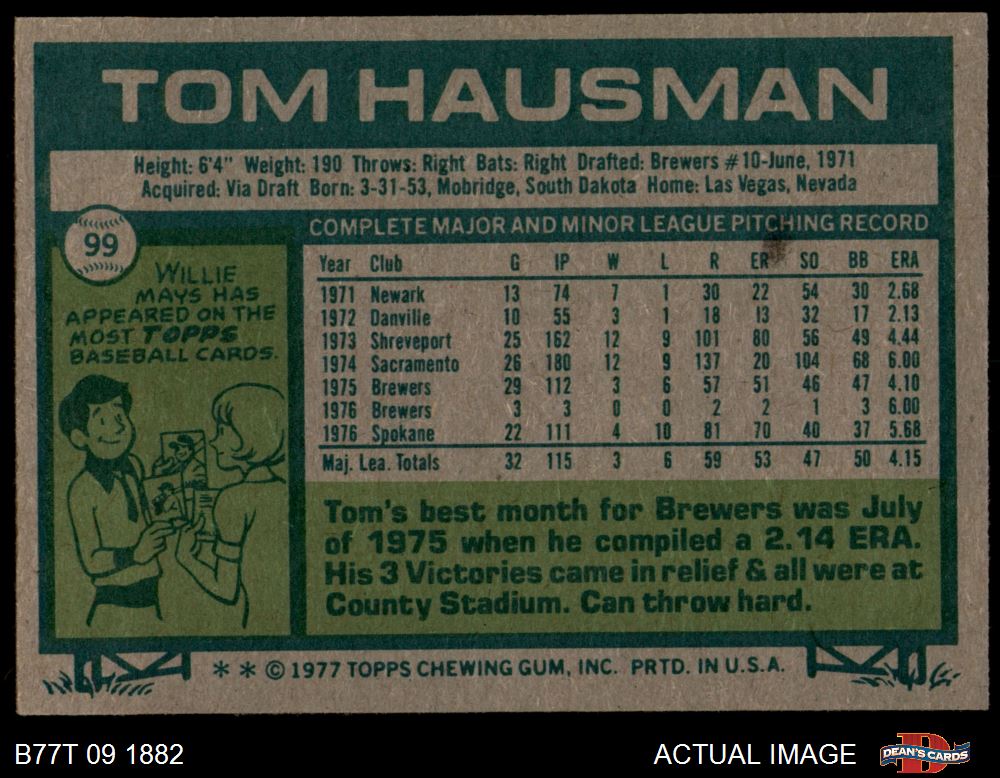 TOM HAUSMAN
Height: 6'4" Weight: 190 Throws: Right Bats: Right Drafted: Brewers #10-June, 1971
Acquired: Via Draft Born: 3-31-53, Mobridge, South Dakota Home: Las Vegas, Nevada
99
WILLIE
MAYS HAS
APPEARED ON THE
MOST TOPPS
BASEBALL CARDS.
COMPLETE MAJOR AND MINOR LEAGUE PITCHING RECORD
Year Club G IP W L R ER SO BB ERA
1971 Newark 13 74 7 1 30 22 54 30 2.68
1972 Danville 10 55 3 1 18 13 32 17 2.13
1973 Shreveport 25 162 12 9 101 80 56 49 4.44
1974 Sacramento 26 180 12 9 137 20 104 68 6.00
1975 Brewers 29 112 3 6 57 51 46 47 4.10
1976 Brewers 3 3 0 0 2 2 1 3 6.00
1976 Spokane 22 111 4 10 81 70 40 37 5.68
Maj. Lea. Totals 32 115 3 6 59 53 47 50 4.15
Tom's best month for Brewers was July
of 1975 when he compiled a 2.14 ERA.
His 3 Victories came in relief & all were at
County Stadium. Can throw hard.
* * © 1977 TOPPS CHEWING GUM, INC. PRTD. IN U.S.A.
B77T 09 1882
ACTUAL IMAGE
DEAN'S CARDS